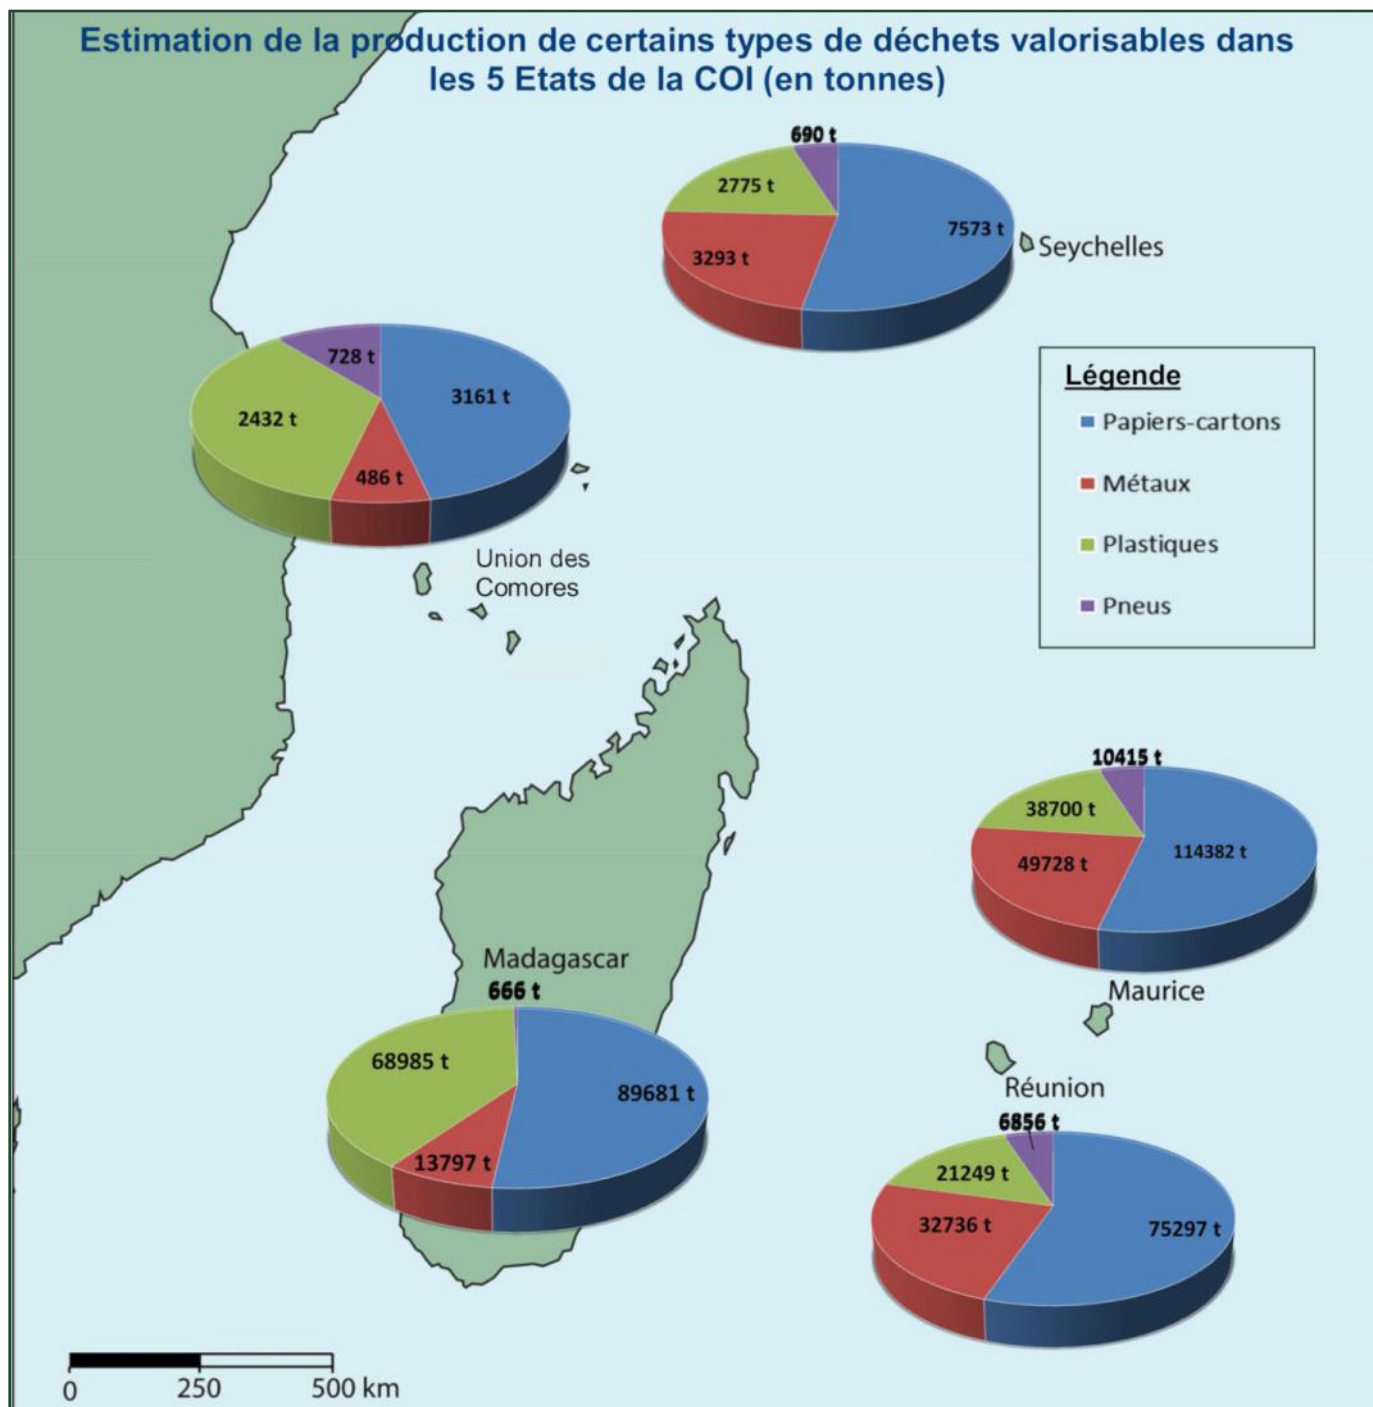 Estimation de la production de certains types de déchets valorisables dans
les 5 Etats de la COI (en tonnes)
690 t
2775 t
7573 t
3293 t
Seychelles
728 t
3161 t
2432 t
486 t
Union des
Comores
Légende
Papiers-cartons
Métaux
Plastiques
Pneus
10415 t
38700 t
114382 t
49728 t
Maurice
Madagascar
666 t
68985 t
89681 t
13797 t
Réunion
6856 t
21249 t
32736 t
75297 t
0 250 500 km